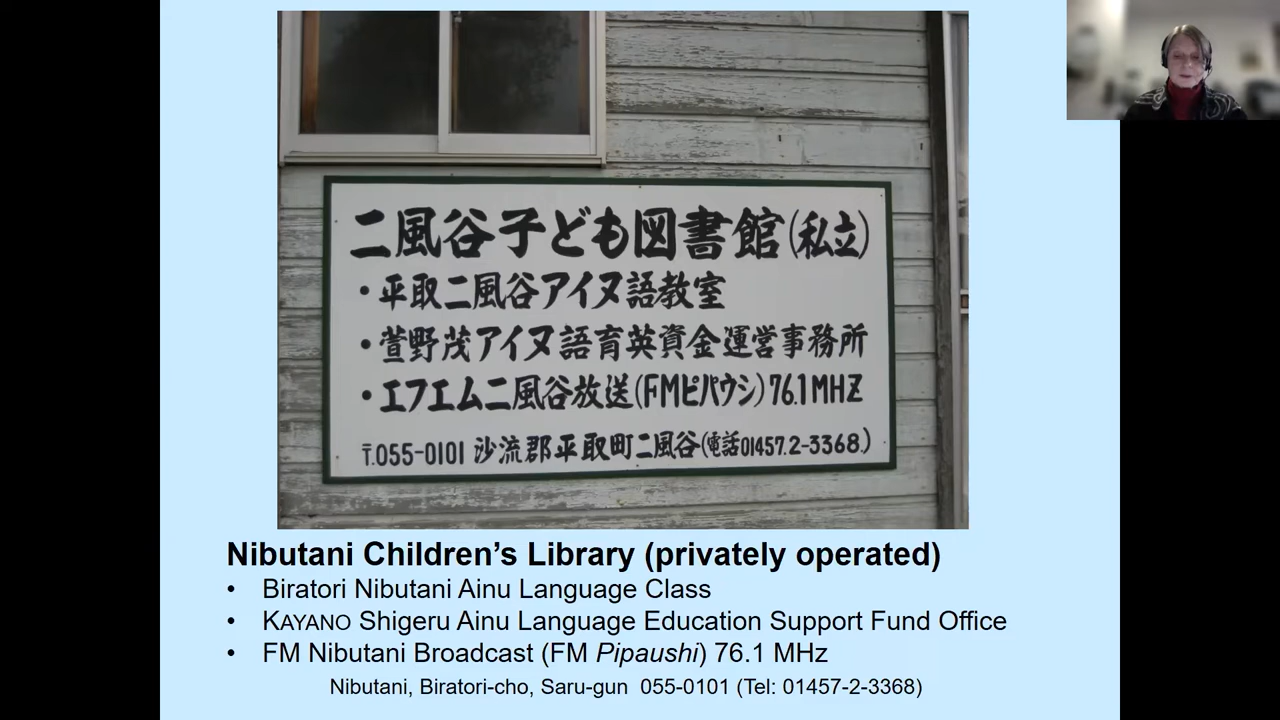 二風谷子ども図書館(私立)
・平取二風谷アイヌ語教室
・萱野茂アイヌ語育英資金運営事務所
・エフエム二風谷放送(FMピパウシ)76.1MHZ
〒055-0101 沙流郡平取町二風谷(電話01457.2-3368.)
Nibutani Children’s Library (privately operated)
• Biratori Nibutani Ainu Language Class
• KAYANO Shigeru Ainu Language Education Support Fund Office
• FM Nibutani Broadcast (FM Pipaushi) 76.1 MHz
Nibutani, Biratori-cho, Saru-gun 055-0101 (Tel: 01457-2-3368)